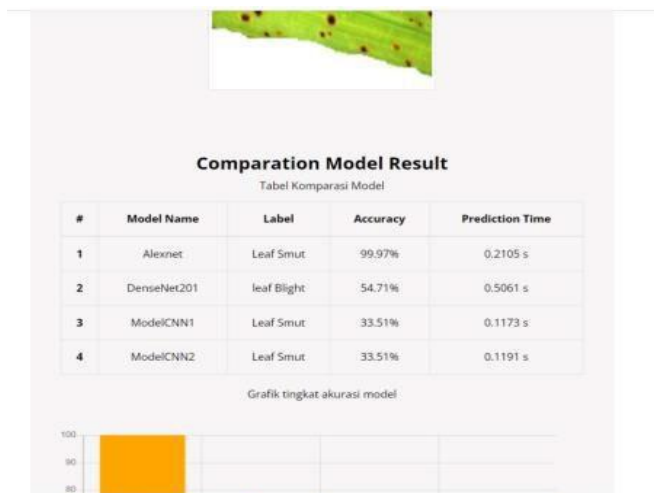 Comparation Model Result
Tabel Komparasi Model
# Model Name Label Accuracy Prediction Time
1 Alexnet Leaf Smut 99.97% 0.2105 s
2 DenseNet201 leaf Blight 54.71% 0.5061 s
3 ModelCNN1 Leaf Smut 33.51% 0.1173 s
4 ModelCNN2 Leaf Smut 33.51% 0.1191 s
Grafik tingkat akurasi model
100
90
80